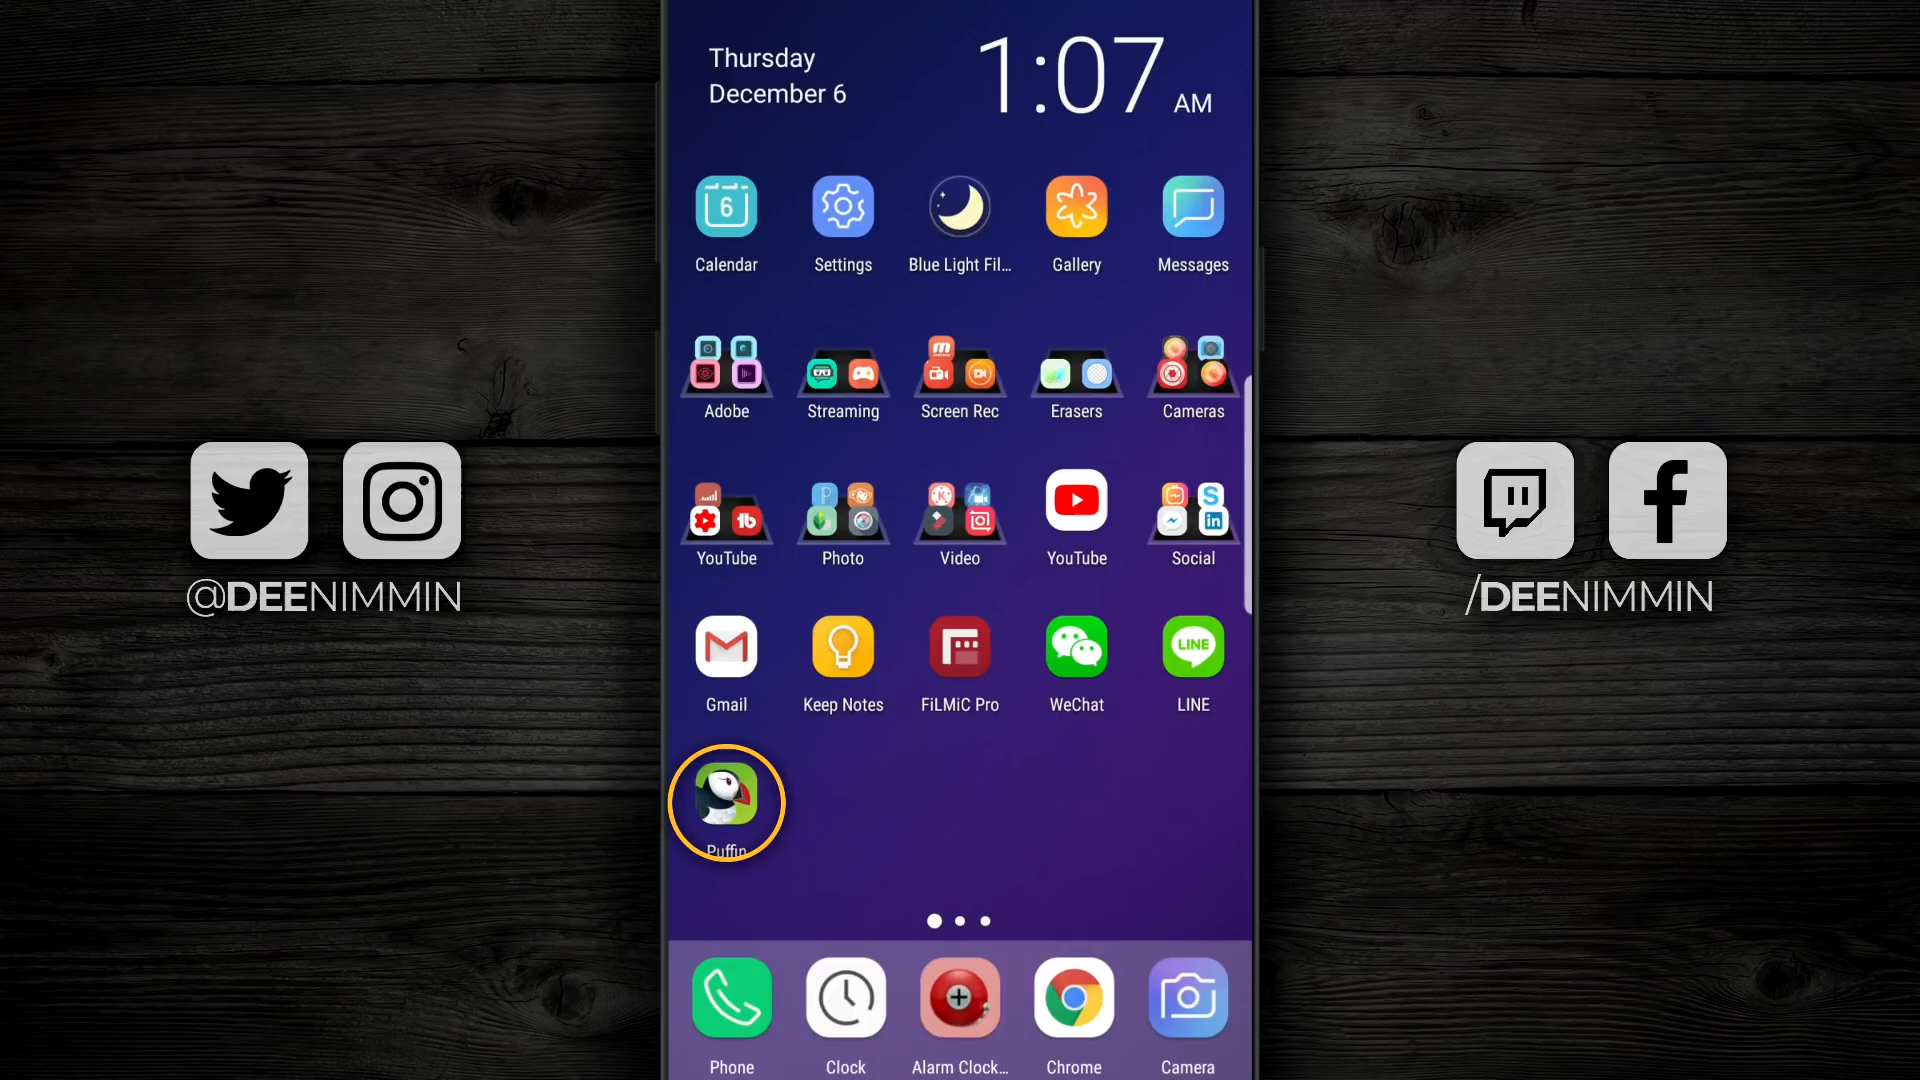 Thursday
December 6
1:07 AM
6
Calendar
Settings
Blue Light Fil...
Gallery
Messages
Adobe
Streaming
Screen Rec
Erasers
Cameras
YouTube
Photo
Video
YouTube
Social
@DEENIMMIN
/DEENIMMIN
LINE
Gmail
Keep Notes
FiLMiC Pro
WeChat
LINE
Puffin
Phone
Clock
Alarm Clock...
Chrome
Camera